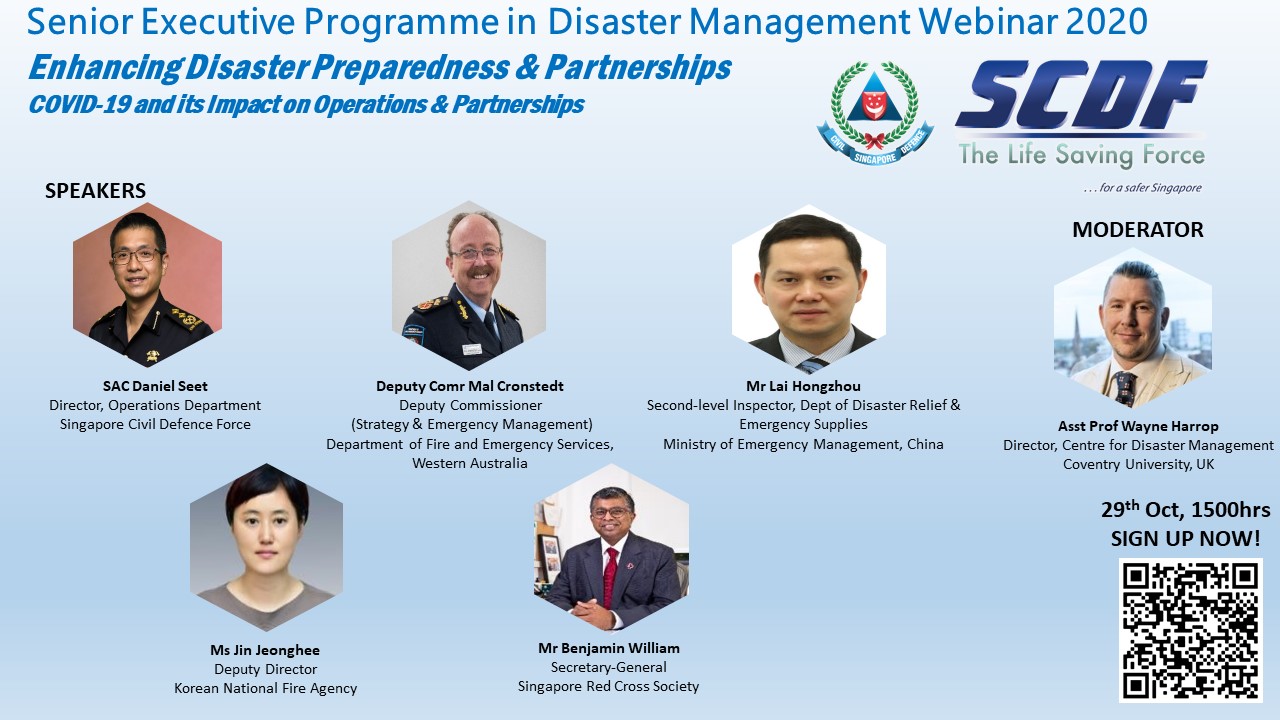 Senior Executive Programme in Disaster Management Webinar 2020
Enhancing Disaster Preparedness & Partnerships
COVID-19 and its Impact on Operations & Partnerships
CIVIL SINGAPORE DEFENCE
SCDF
The Life Saving Force
...for a safer Singapore
SPEAKERS
SAC Daniel Seet
Director, Operations Department
Singapore Civil Defence Force
Deputy Comr Mal Cronstedt
Deputy Commissioner
(Strategy & Emergency Management)
Department of Fire and Emergency Services,
Western Australia
Mr Lai Hongzhou
Second-level Inspector, Dept of Disaster Relief &
Emergency Supplies
Ministry of Emergency Management, China
MODERATOR
Asst Prof Wayne Harrop
Director, Centre for Disaster Management
Coventry University, UK
Ms Jin Jeonghee
Deputy Director
Korean National Fire Agency
Mr Benjamin William
Secretary-General
Singapore Red Cross Society
29th Oct, 1500hrs
SIGN UP NOW!